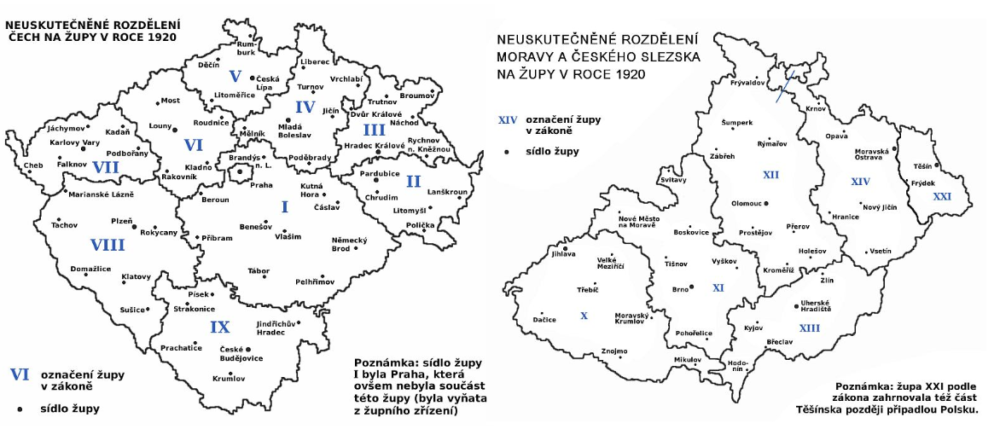 NEUSKUTEČNĚNÉ ROZDĚLENÍ
ČECH NA ŽUPY V ROCE 1920
Rum-
burk
Děčín
V
Česká
Lípa
Litoměřice
Liberec
Vrchlabí
Turnov
IV
Jičín
Mladá
Boleslav
Mělník
Trutnov
Broumov
Dvůr Králové
Náchod
III
Hradec Králové
Rychnov
n. Kněžnou
Most
Louny
Roudnice
VI
Kladno
Rakovník
Jáchymov
Kadaň
Karlovy Vary
Podbořany
Cheb
Falknov
VII
Brandýs
n. L.
Poděbrady
Praha
Kutná
Hora
Čáslav
Beroun
I
Benešov
Vlašim
Příbram
Německý
Brod
Tábor
Pelhřimov
Pardubice
II
Chrudim
Lanškroun
Litomyšl
Polička
Marianské Lázně
Tachov
Plzeň
Rokycany
VIII
Domažlice
Klatovy
Sušice
Písek
Strakonice
IX
Jindřichův
Hradec
Prachatice
České
Budějovice
Krumlov
VI označení župy
v zákoně
sídlo župy
Poznámka: sídlo župy
I byla Praha, která
ovšem nebyla součást
této župy (byla vyňata
z župního zřízení)
NEUSKUTEČNĚNÉ ROZDĚLENÍ
MORAVY A ČESKÉHO SLEZSKA
NA ŽUPY V ROCE 1920
XIV označení župy
v zákoně
sídlo župy
Frývaldov
Krnov
Šumperk
Rýmařov
Zábřeh
XII
Olomouc
Prostějov
Přerov
Holešov
Kroměříž
Opava
Moravská
Ostrava
XIV
Nový Jičín
Hranice
Vsetín
Těšín
Frýdek
XXI
Svitavy
Nové Město
na Moravě
Boskovice
Tišnov
Vyškov
Brno
XI
Pohořelice
Mikulov
Jihlava
Velké
Meziříčí
Třebíč
Dačice
X
Moravský
Krumlov
Znojmo
Zlín
Uherské
Hradiště
Kyjov
XIII
Břeclav
Hodo-
nín
Poznámka: župa XXI podle
zákona zahrnovala též část
Těšínska později připadlou Polsku.